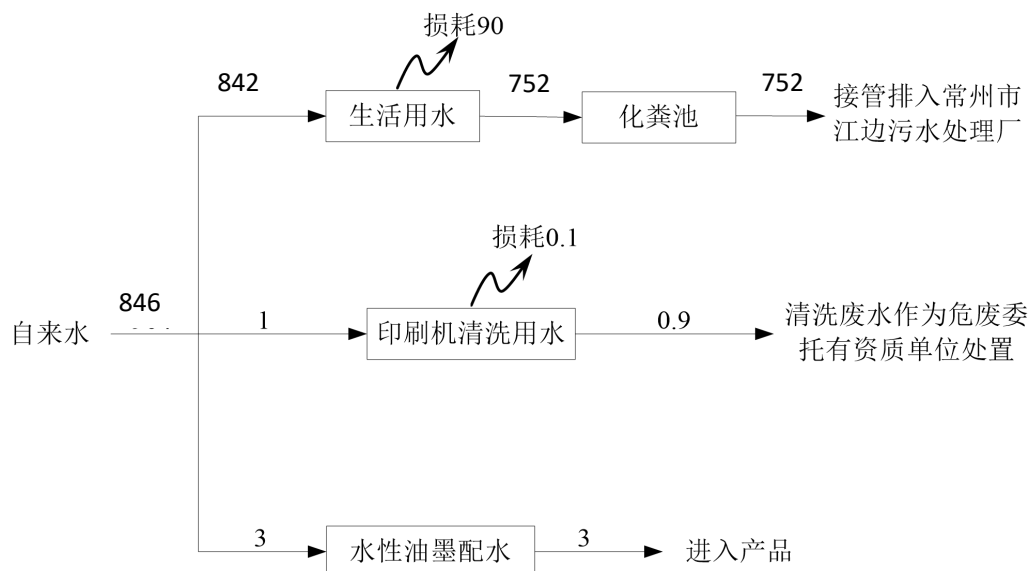 损耗90
842
752
752
生活用水
化粪池
接管排入常州市
江边污水处理厂
损耗0.1
846
自来水
1
印刷机清洗用水
0.9
清洗废水作为危废委
托有资质单位处置
3
水性油墨配水
3
进入产品